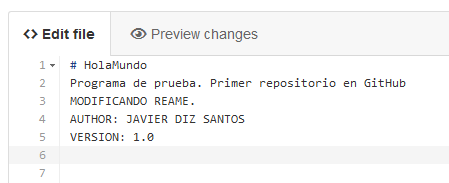 <> Edit file Preview changes
1 # HolaMundo
2 Programa de prueba. Primer repositorio en GitHub
3 MODIFICANDO REAME.
4 AUTHOR: JAVIER DIZ SANTOS
5 VERSION: 1.0
6
7